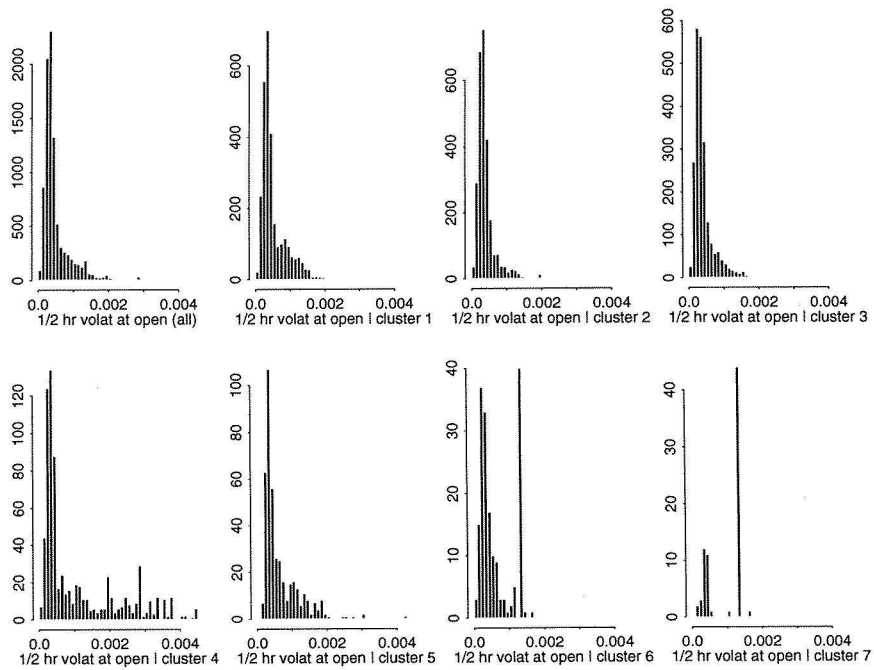 2000
1500
1000
500
0
0.0 0.002 0.004
1/2 hr volat at open (all)
600
400
200
0
0.0 0.002 0.004
1/2 hr volat at open | cluster 1
600
400
200
0
0.0 0.002 0.004
1/2 hr volat at open | cluster 2
600
500
400
300
200
100
0
0.0 0.002 0.004
1/2 hr volat at open | cluster 3
120
100
80
60
40
20
0
0.0 0.002 0.004
1/2 hr volat at open | cluster 4
100
80
60
40
20
0
0.0 0.002 0.004
1/2 hr volat at open | cluster 5
40
30
20
10
0
0.0 0.002 0.004
1/2 hr volat at open | cluster 6
40
30
20
10
0
0.0 0.002 0.004
1/2 hr volat at open | cluster 7